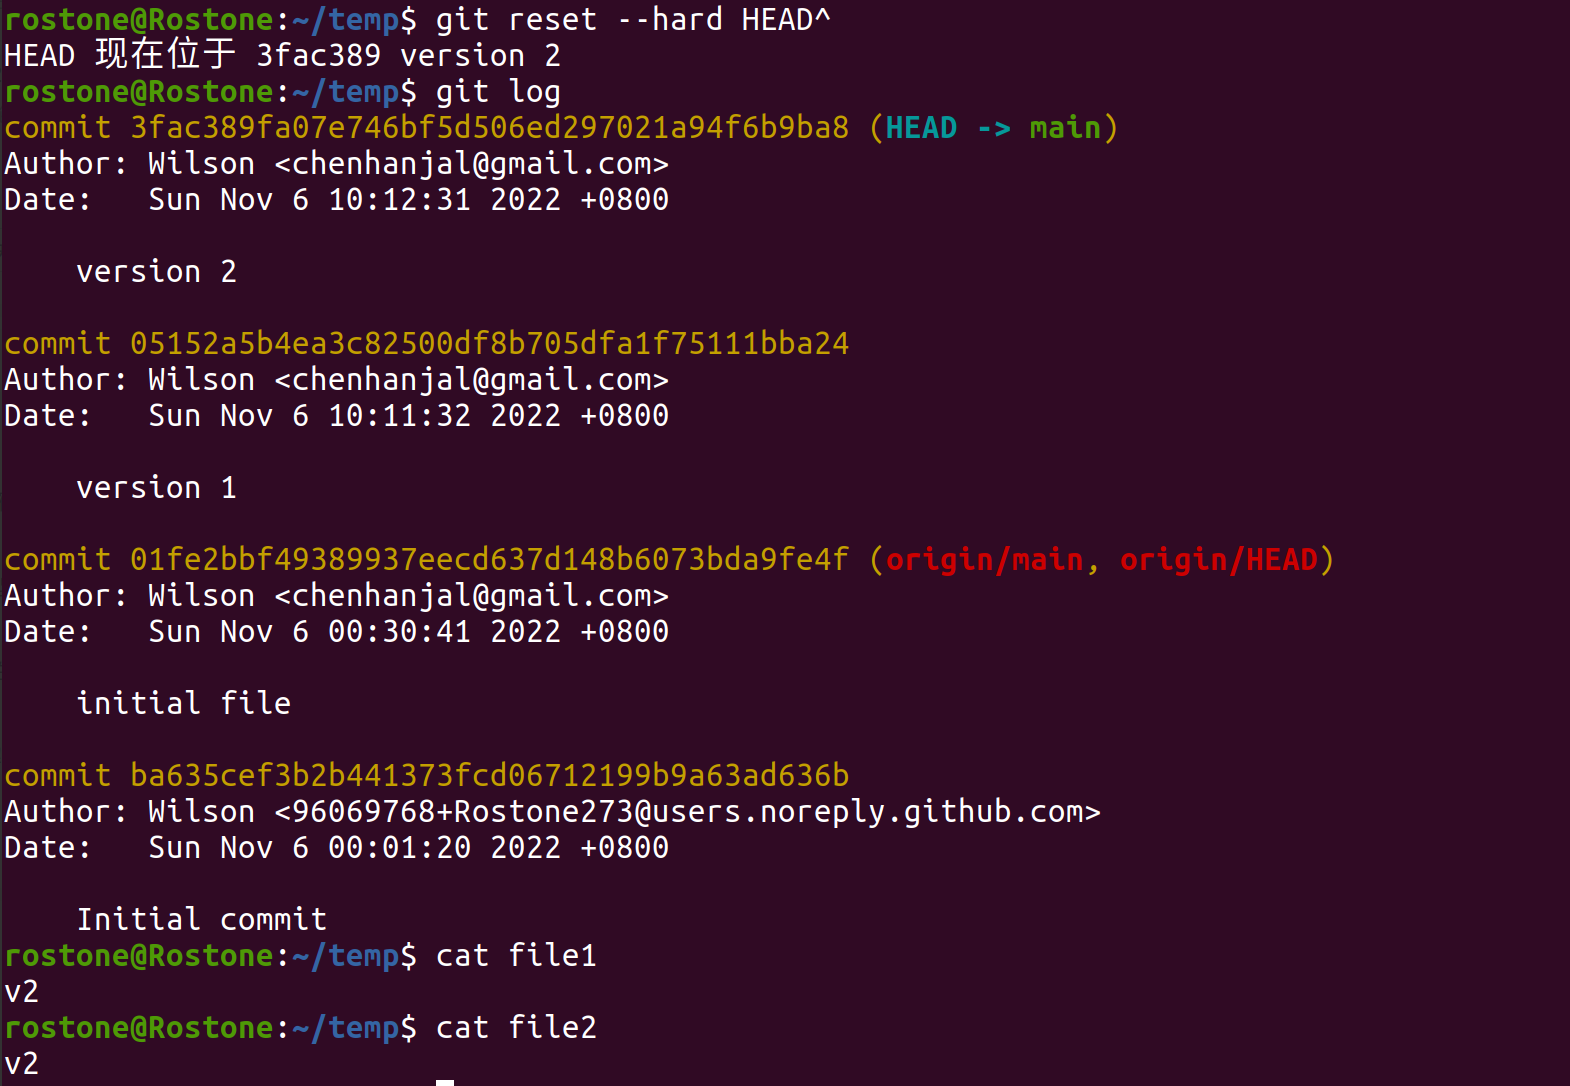 rostone@Rostone:~/temp$ git reset --hard HEAD^
HEAD 现在位于 3fac389 version 2
rostone@Rostone:~/temp$ git log
commit 3fac389fa07e746bf5d506ed297021a94f6b9ba8 (HEAD -> main)
Author: Wilson <chenhanjal@gmail.com>
Date:   Sun Nov 6 10:12:31 2022 +0800
    version 2
commit 05152a5b4ea3c82500df8b705dfa1f75111bba24
Author: Wilson <chenhanjal@gmail.com>
Date:   Sun Nov 6 10:11:32 2022 +0800
    version 1
commit 01fe2bbf49389937eecd637d148b6073bda9fe4f (origin/main, origin/HEAD)
Author: Wilson <chenhanjal@gmail.com>
Date:   Sun Nov 6 00:30:41 2022 +0800
    initial file
commit ba635cef3b2b441373fcd06712199b9a63ad636b
Author: Wilson <96069768+Rostone273@users.noreply.github.com>
Date:   Sun Nov 6 00:01:20 2022 +0800
    Initial commit
rostone@Rostone:~/temp$ cat file1
v2
rostone@Rostone:~/temp$ cat file2
v2